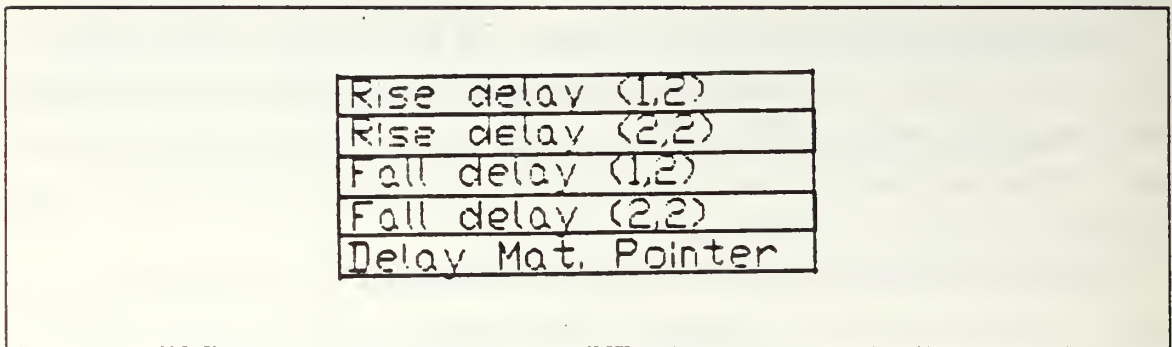 Rise delay (1,2)
Rise delay (2,2)
Fall delay (1,2)
Fall delay (2,2)
Delay Mat. Pointer